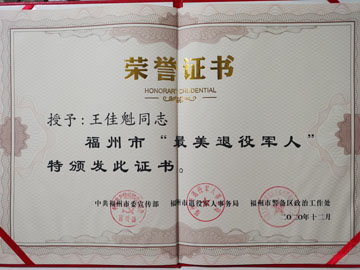 荣誉证书
HONORARY CREDENTIAL
授予：王佳魁同志
福州市“最美退役军人”
特颁发此证书。
中共福州市委宣传部 福州市退役军人事务局 福州市警备区政治工作处
二〇二〇年十二月